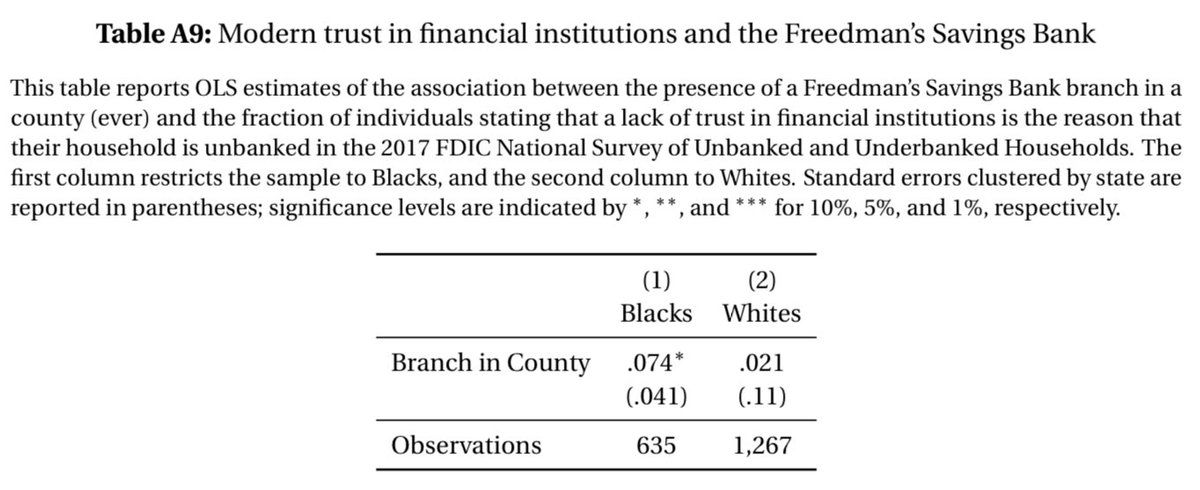 Table A9: Modern trust in financial institutions and the Freedman's Savings Bank
This table reports OLS estimates of the association between the presence of a Freedman's Savings Bank branch in a
county (ever) and the fraction of individuals stating that a lack of trust in financial institutions is the reason that
their household is unbanked in the 2017 FDIC National Survey of Unbanked and Underbanked Households. The
first column restricts the sample to Blacks, and the second column to Whites. Standard errors clustered by state are
reported in parentheses; significance levels are indicated by *, **, and *** for 10%, 5%, and 1%, respectively.
(1) (2)
Blacks Whites
Branch in County .074* .021
(.041) (.11)
Observations 635 1,267